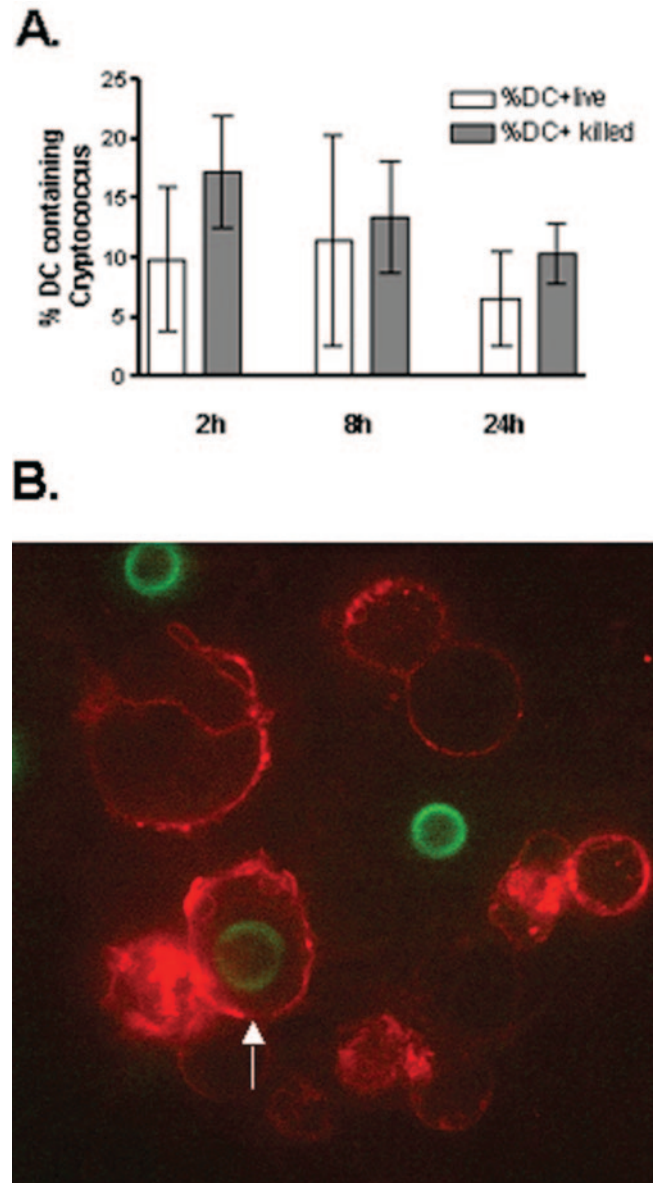 A.
25
20
15
10
5
0
% DC containing
Cryptococcus
%DC+live
%DC+ killed
2h
8h
24h
B.